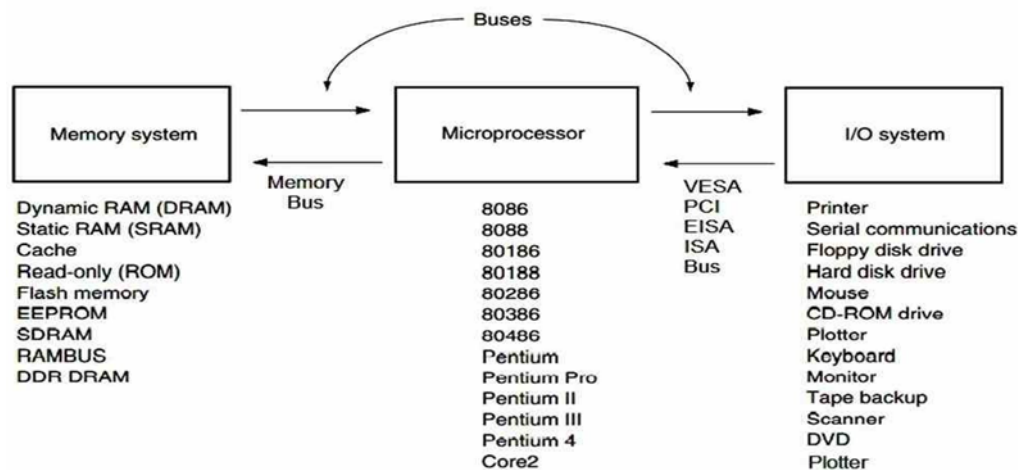 Buses
Memory system
Microprocessor
I/O system
Memory
Bus
VESA
PCI
EISA
ISA
Bus
Dynamic RAM (DRAM)
Static RAM (SRAM)
Cache
Read-only (ROM)
Flash memory
EEPROM
SDRAM
RAMBUS
DDR DRAM
8086
8088
80186
80188
80286
80386
80486
Pentium
Pentium Pro
Pentium II
Pentium III
Pentium 4
Core2
Printer
Serial communications
Floppy disk drive
Hard disk drive
Mouse
CD-ROM drive
Plotter
Keyboard
Monitor
Tape backup
Scanner
DVD
Plotter